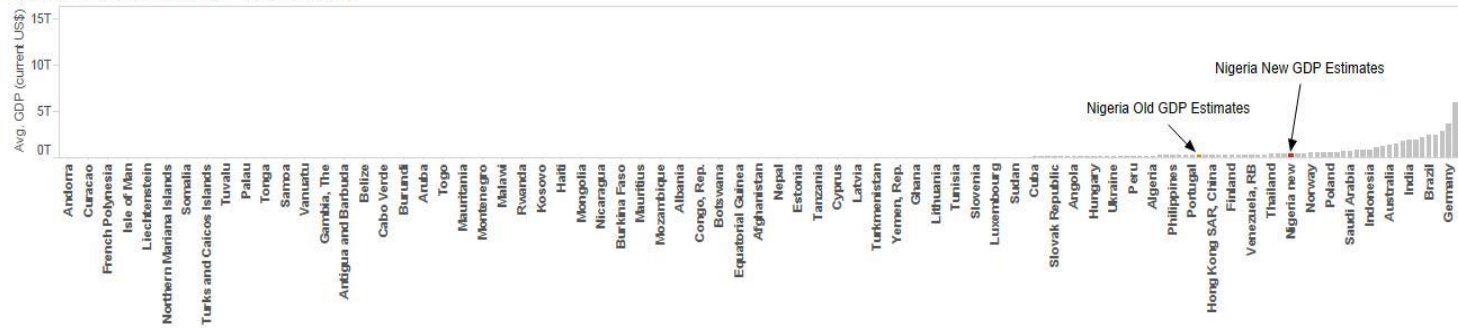 15T
10T
5T
0T
Avg. GDP (current US$)
Nigeria New GDP Estimates
Nigeria Old GDP Estimates
Andorra
Curacao
French Polynesia
Isle of Man
Liechtenstein
Northern Mariana Islands
Somalia
Turks and Caicos Islands
Tuvalu
Palau
Tonga
Samoa
Vanuatu
Gambia, The
Antigua and Barbuda
Belize
Cabo Verde
Burundi
Aruba
Togo
Mauritania
Montenegro
Malawi
Rwanda
Kosovo
Haiti
Mongolia
Nicaragua
Burkina Faso
Mauritius
Mozambique
Albania
Congo, Rep.
Botswana
Equatorial Guinea
Afghanistan
Nepal
Estonia
Tanzania
Cyprus
Latvia
Turkmenistan
Yemen, Rep.
Ghana
Lithuania
Tunisia
Slovenia
Luxembourg
Sudan
Cuba
Slovak Republic
Angola
Hungary
Ukraine
Peru
Algeria
Philippines
Portugal
Hong Kong SAR, China
Finland
Venezuela, RB
Thailand
Nigeria new
Norway
Poland
Saudi Arabia
Indonesia
Australia
India
Brazil
Germany